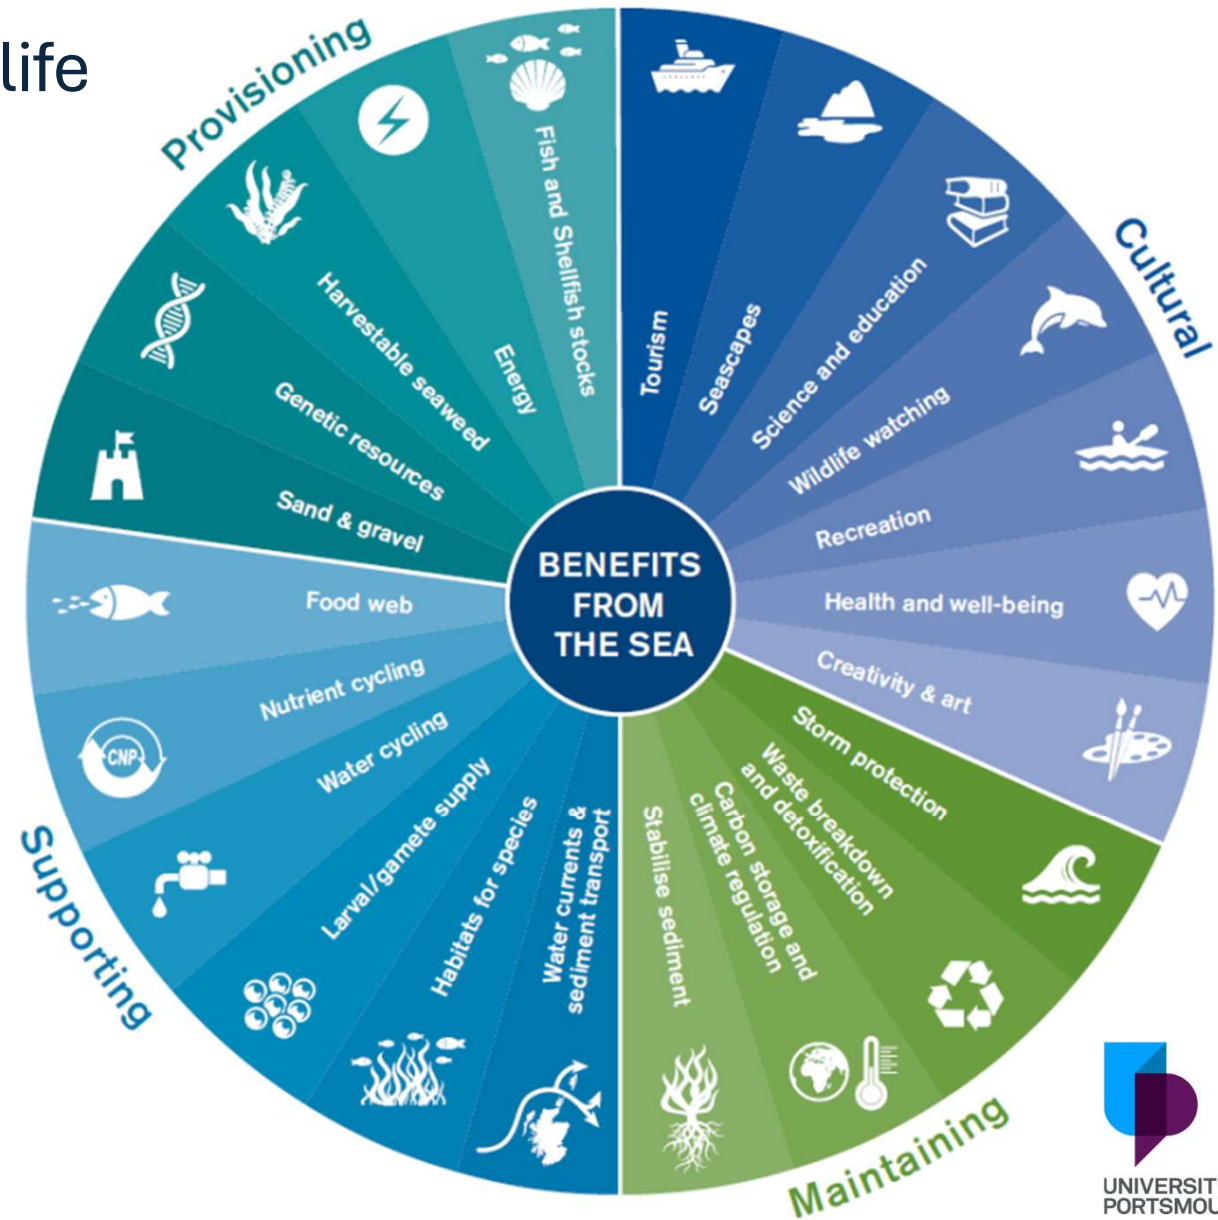 life
Provisioning
Fish and Shellfish stocks
Energy
Harvestable seaweed
Genetic resources
Sand & gravel
Cultural
Tourism
Seascapes
Science and education
Wildlife watching
Recreation
Health and well-being
Creativity & art
BENEFITS
FROM
THE SEA
Supporting
Food web
Nutrient cycling
CNP
Water cycling
Larval/gamete supply
Habitats for species
Water currents &
sediment transport
Maintaining
Storm protection
Waste breakdown
and detoxification
Carbon storage and
climate regulation
Stabilise sediment
UNIVERSIT
PORTSMOU